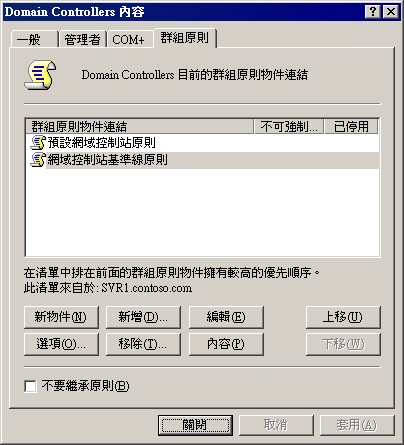 Domain Controllers 內容
一般 管理者 COM+ 群組原則
Domain Controllers 目前的群組原則物件連結
群組原則物件連結 不可強制... 已停用
預設網域控制站原則
網域控制站基準線原則
在清單中排在前面的群組原則物件擁有較高的優先順序。
此清單來自於: SVR1.contoso.com
新物件(N) 新增(D)... 編輯(E) 上移(U)
選項(O)... 移除(T)... 內容(P) 下移(W)
不要繼承原則(B)
關閉 取消 套用(A)